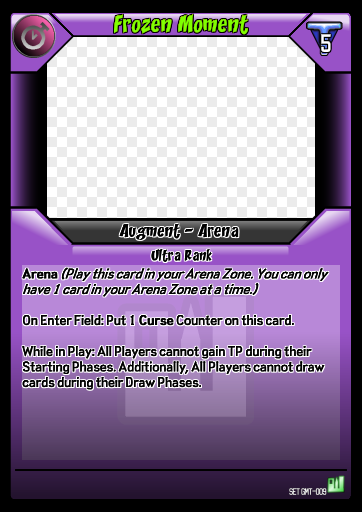 Frozen Moment
5
Augment - Arena
Ultra Rank
Arena (Play this card in your Arena Zone. You can only
have 1 card in your Arena Zone at a time.)
On Enter Field: Put 1 Curse Counter on this card.
While in Play: All Players cannot gain TP during their
Starting Phases. Additionally, All Players cannot draw
cards during their Draw Phases.
SET GMT-009